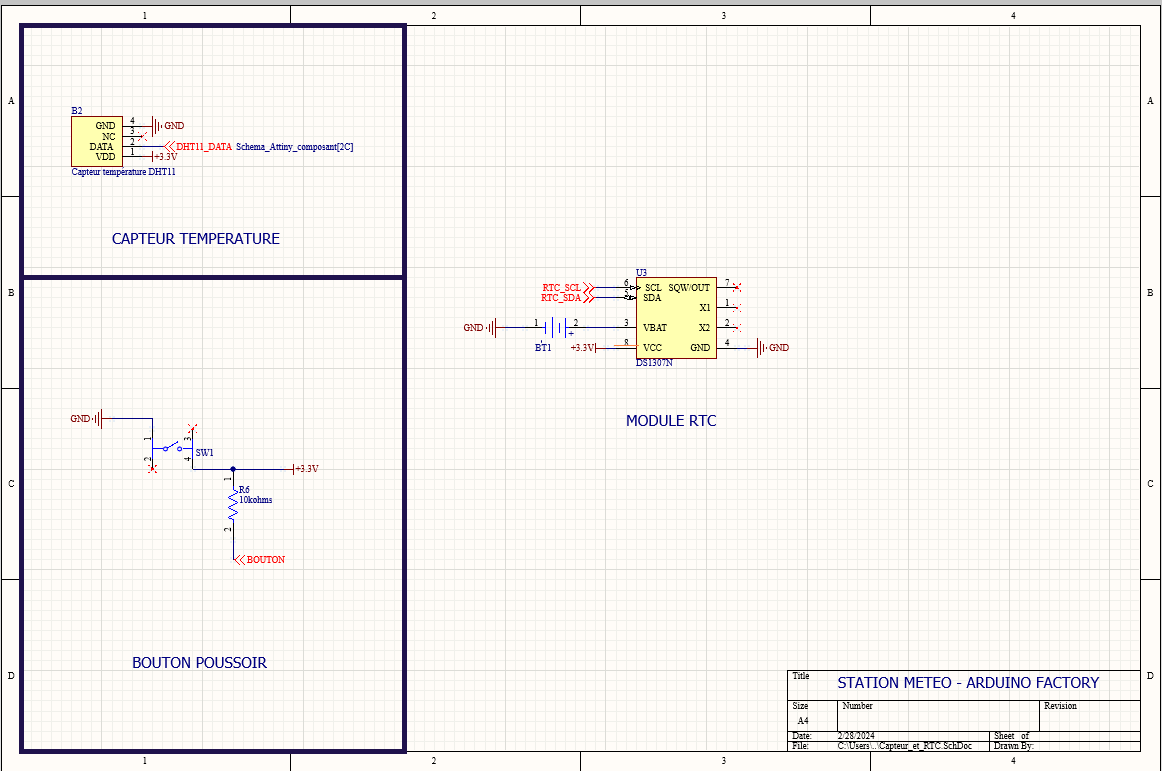 1 2 3 4
A A
B2
GND 4 GND
NC 3
DATA 2 DHT11_DATA Schema_Attiny_composant[2C]
VDD 1 +3.3V
Capteur temperature DHT11
CAPTEUR TEMPERATURE
B B
U3
RTC_SCL 6 SCL SQW/OUT 7
RTC_SDA 5 SDA
X1 1
GND 1 2 3 VBAT X2 2
+
BT1 +3.3V 8 VCC GND 4 GND
DS1307N
MODULE RTC
GND
1 3
SW1
2 4
+3.3V
C C
1
R6
10kohms
2
BOUTON
BOUTON POUSSOIR
D D
Title STATION METEO - ARDUINO FACTORY
Size Number Revision
A4
Date: 2/28/2024 Sheet of
File: C:\Users\..\Capteur_et_RTC.SchDoc Drawn By:
1 2 3 4